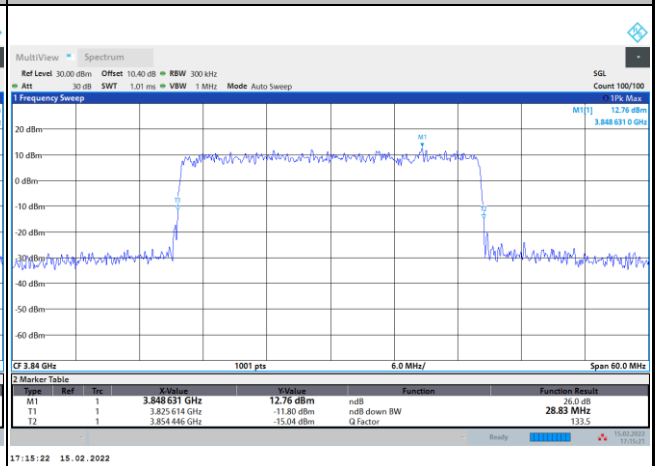 MultiView Spectrum
Ref Level 30.00 dBm Offset 10.40 dB RBW 300 kHz SGL
Att 30 dB SWT 1.01 ms VBW 1 MHz Mode Auto Sweep Count 100/100
1 Frequency Sweep 1Pk Max
M1[1] 12.76 dBm
3.848 631 0 GHz
20 dBm
M1
10 dBm
0 dBm
-10 dBm
-20 dBm
-30 dBm
-40 dBm
-50 dBm
-60 dBm
CF 3.84 GHz 1001 pts 6.0 MHz/ Span 60.0 MHz
2 Marker Table
Type Ref Trc X-Value Y-Value Function Function Result
M1 1 3.848 631 GHz 12.76 dBm ndB 26.0 dB
T1 1 3.825 614 GHz -11.80 dBm ndB down BW 28.83 MHz
T2 1 3.854 446 GHz -15.04 dBm Q Factor 133.5
Ready 15.02.2022
17:15:21
17:15:22 15.02.2022